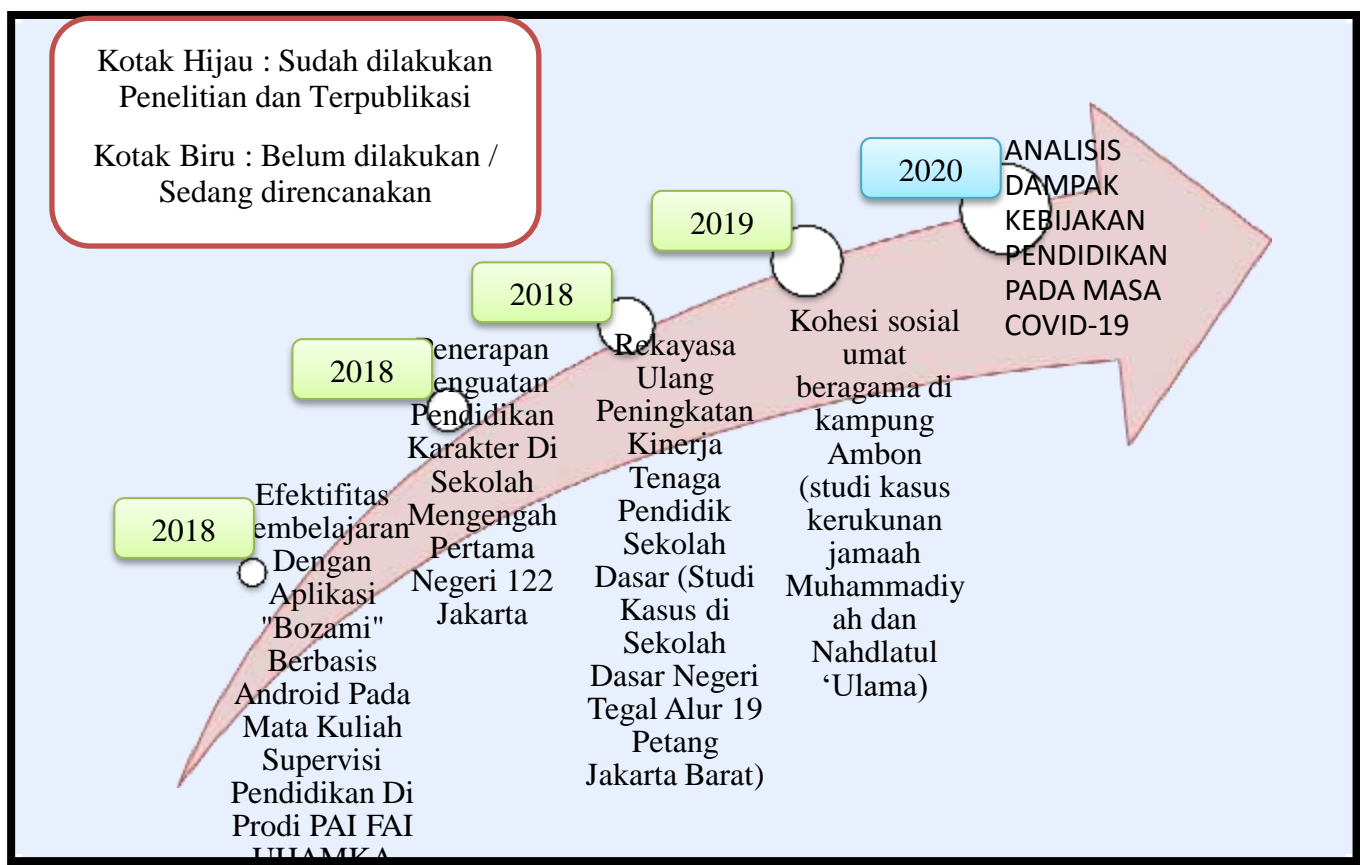 Kotak Hijau : Sudah dilakukan
Penelitian dan Terpublikasi
Kotak Biru : Belum dilakukan /
Sedang direncanakan
2018
Efektifitas
embelajaran
Dengan
Aplikasi
"Bozami"
Berbasis
Android Pada
Mata Kuliah
Supervisi
Pendidikan Di
Prodi PAI FAI
UHAMKA
2018
Penerapan
enguatan
Pendidikan
Karakter Di
Sekolah
Mengengah
Pertama
Negeri 122
Jakarta
2018
Rekayasa
Ulang
Peningkatan
Kinerja
Tenaga
Pendidik
Sekolah
Dasar (Studi
Kasus di
Sekolah
Dasar Negeri
Tegal Alur 19
Petang
Jakarta Barat)
2019
Kohesi sosial
umat
beragama di
kampung
Ambon
(studi kasus
kerukunan
jamaah
Muhammadiy
ah dan
Nahdlatul
‘Ulama)
2020
ANALISIS
DAMPAK
KEBIJAKAN
PENDIDIKAN
PADA MASA
COVID-19